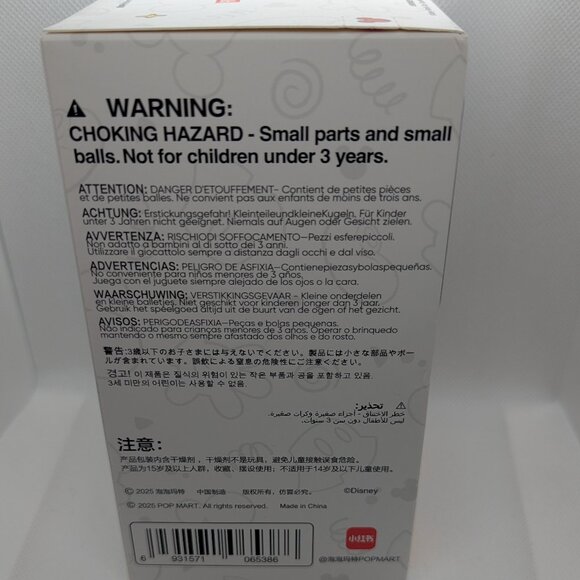 WARNING:
CHOKING HAZARD - Small parts and small
balls. Not for children under 3 years.
ATTENTION: DANGER D'ETOUFFEMENT- Contient de petites pièces
et de petites balles. Ne convient pas aux enfants de moins de trois ans.
ACHTUNG: Erstickungsgefahr! KleinteileundkleineKugeln. Für Kinder
unter 3 Jahren nicht geeignet. Niemals auf Augen oder Gesicht zielen.
AVVERTENZA: RISCHIODI SOFFOCAMENTO-Pezzi esferepiccoli.
Non adatto a bambini al di sotto dei 3 anni.
Utilizzare il giocattolo sempre a distanza dagli occhi e dal viso.
ADVERTENCIAS: PELIGRO DE ASFIXIA-Contienepiezasybolaspequeñas.
No conveniente para niños menores de 3 años.
Juega con el juguete siempre alejado de los ojos o la cara.
WAARSCHUWING: VERSTIKKINGSGEVAAR - Kleine onderdelen
en kleine balletjes. Niet geschikt voor kinderen jonger dan 3 jaar.
Gebruik het speelgoed altijd uit de buurt van de ogen of het gezicht.
AVISOS: PERIGODEASFIXIA-Peças e bolas pequenas.
Não indicado para crianças menores de 3 anos. Operar o brinquedo
mantendo o mesmo sempre afastado dos olhos e do rosto.
警告:3歳以下のお子さまには与えないでください。製品には小さな部品やボー
ルが含まれています。誤飲による窒息の危険性にご注意ください。
경고! 이 제품은 질식의 위험이 있는 작은 부품과 공을 포함하고 있다.
3세 미만의 어린이는 사용할 수 없음.
تحذير:
خطر الإختناق - أجزاء صغيرة وكرات صغيرة.
ليس للأطفال دون سن 3 سنوات.
注意:
产品包装内含干燥剂,干燥剂不是玩具,避免儿童接触误食危险。
产品为15岁及以上人群,收藏、摆设使用;不适用于14岁及以下儿童使用。
© 2025 泡泡玛特 中国制造 版权所有,仿冒必究。 ©Disney
© 2025 POP MART. All rights reserved. Made in China
6 931571 065386
小红书
@泡泡玛特POPMART